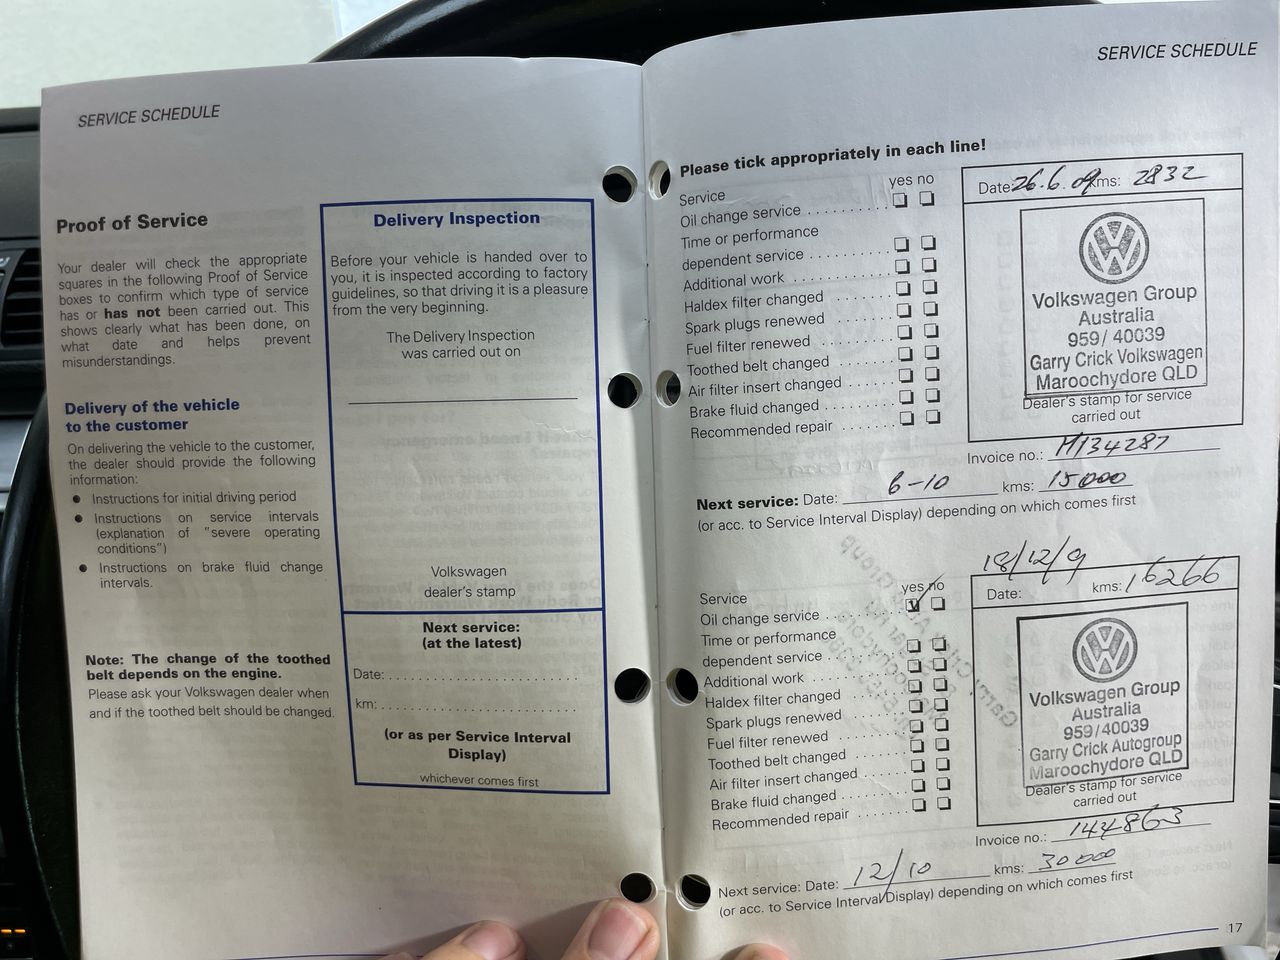 SERVICE SCHEDULE
Proof of Service
Your dealer will check the appropriate
squares in the following Proof of Service
boxes to confirm which type of service
has or has not been carried out. This
shows clearly what has been done, on
what date and helps prevent
misunderstandings.
Delivery of the vehicle
to the customer
On delivering the vehicle to the customer,
the dealer should provide the following
information:
● Instructions for initial driving period
● Instructions on service intervals
(explanation of "severe operating
conditions")
● Instructions on brake fluid change
intervals.
Note: The change of the toothed
belt depends on the engine.
Please ask your Volkswagen dealer when
and if the toothed belt should be changed.
Delivery Inspection
Before your vehicle is handed over to
you, it is inspected according to factory
guidelines, so that driving it is a pleasure
from the very beginning.
The Delivery Inspection
was carried out on
Volkswagen
dealer's stamp
Next service:
(at the latest)
Date:
km:
(or as per Service Interval
Display)
whichever comes first
SERVICE SCHEDULE
Please tick appropriately in each line!
Service yes no
Oil change service
Time or performance
dependent service
Additional work
Haldex filter changed
Spark plugs renewed
Fuel filter renewed
Toothed belt changed
Air filter insert changed
Brake fluid changed
Recommended repair
Date: 26.6.09 kms: 2832
Volkswagen Group
Australia
959/40039
Garry Crick Volkswagen
Maroochydore QLD
Dealer's stamp for service
carried out
Invoice no.: M134287
Next service: Date: 6-10 kms: 15000
(or acc. to Service Interval Display) depending on which comes first
18/12/9
Service yes no
Oil change service
Time or performance
dependent service
Additional work
Haldex filter changed
Spark plugs renewed
Fuel filter renewed
Toothed belt changed
Air filter insert changed
Brake fluid changed
Recommended repair
Date: kms: 16266
Volkswagen Group
Australia
959/40039
Garry Crick Autogroup
Maroochydore QLD
Dealer's stamp for service
carried out
Invoice no.: 144863
Next service: Date: 12/10 kms: 30000
(or acc. to Service Interval Display) depending on which comes first
17